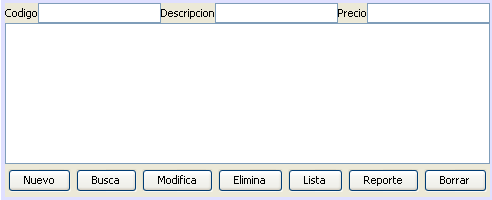 Codigo Descripcion Precio
Nuevo Busca Modifica Elimina Lista Reporte Borrar